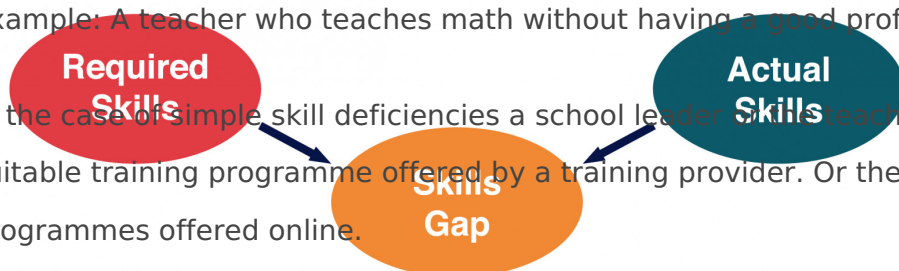 xample: A teacher who teaches math without having a good prof
Required
Skills
Actual
Skills
the case of simple skill deficiencies a school leader or the teach
uitable training programme offered by a training provider. Or the
Skills
Gap
ogrammes offered online.